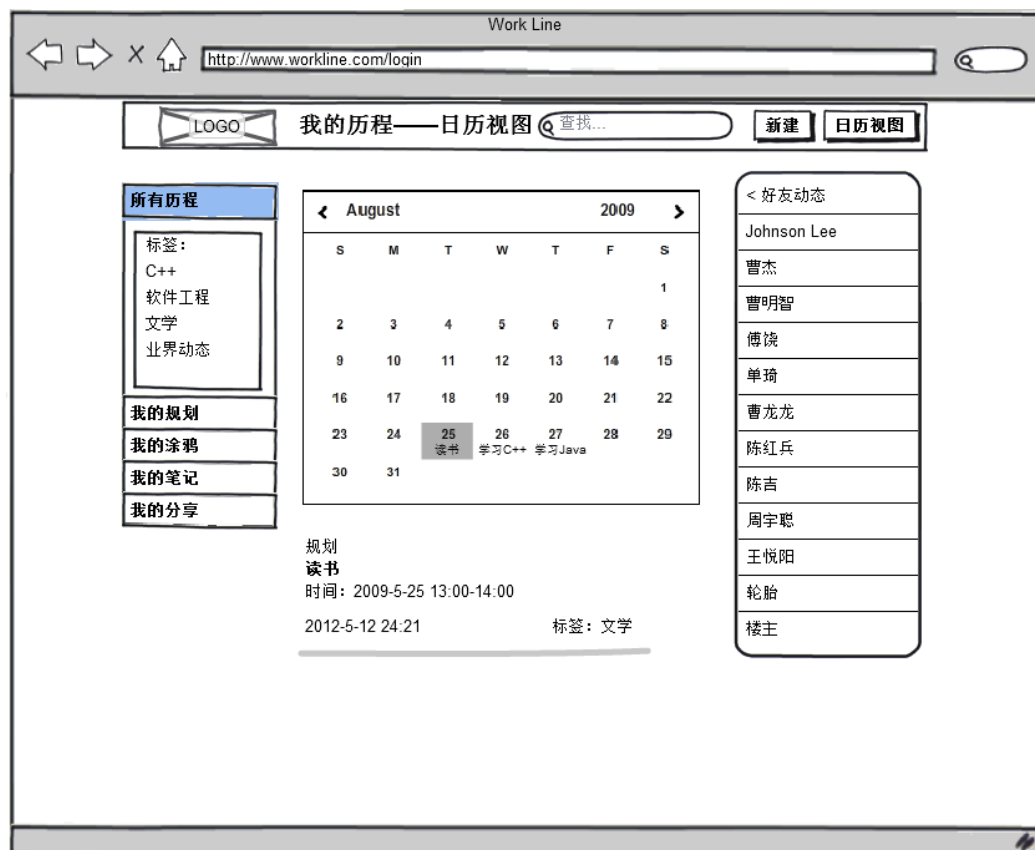 Work Line
http://www.workline.com/login
LOGO
我的历程——日历视图
查找...
新建
日历视图
所有历程
标签：
C++
软件工程
文学
业界动态
我的规划
我的涂鸦
我的笔记
我的分享
August 2009
S M T W T F S
1
2 3 4 5 6 7 8
9 10 11 12 13 14 15
16 17 18 19 20 21 22
23 24 25 26 27 28 29
读书 学习C++ 学习Java
30 31
规划
读书
时间：2009-5-25 13:00-14:00
2012-5-12 24:21 标签：文学
< 好友动态
Johnson Lee
曹杰
曹明智
傅饶
单琦
曹龙龙
陈红兵
陈吉
周宇聪
王悦阳
轮胎
楼主